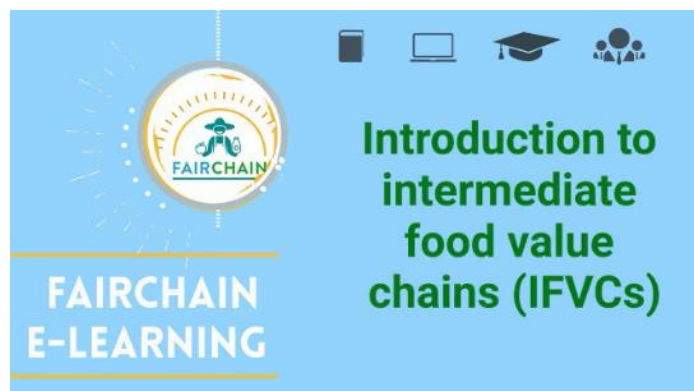 FAIRCHAIN
FAIRCHAIN
E-LEARNING
Introduction to
intermediate
food value
chains (IFVCs)